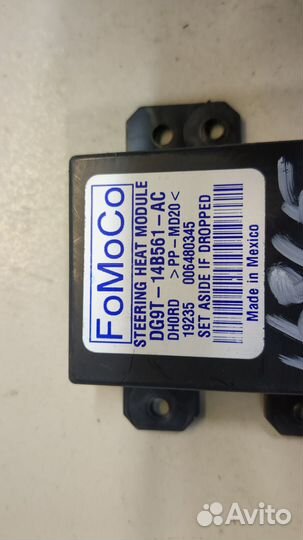 FoMoCo
STEERING HEAT MODULE
DG9T-14B561-AC
DHORD >PP-MD20<
19235 006480345
SET ASIDE IF DROPPED
Made in Mexico
Avito